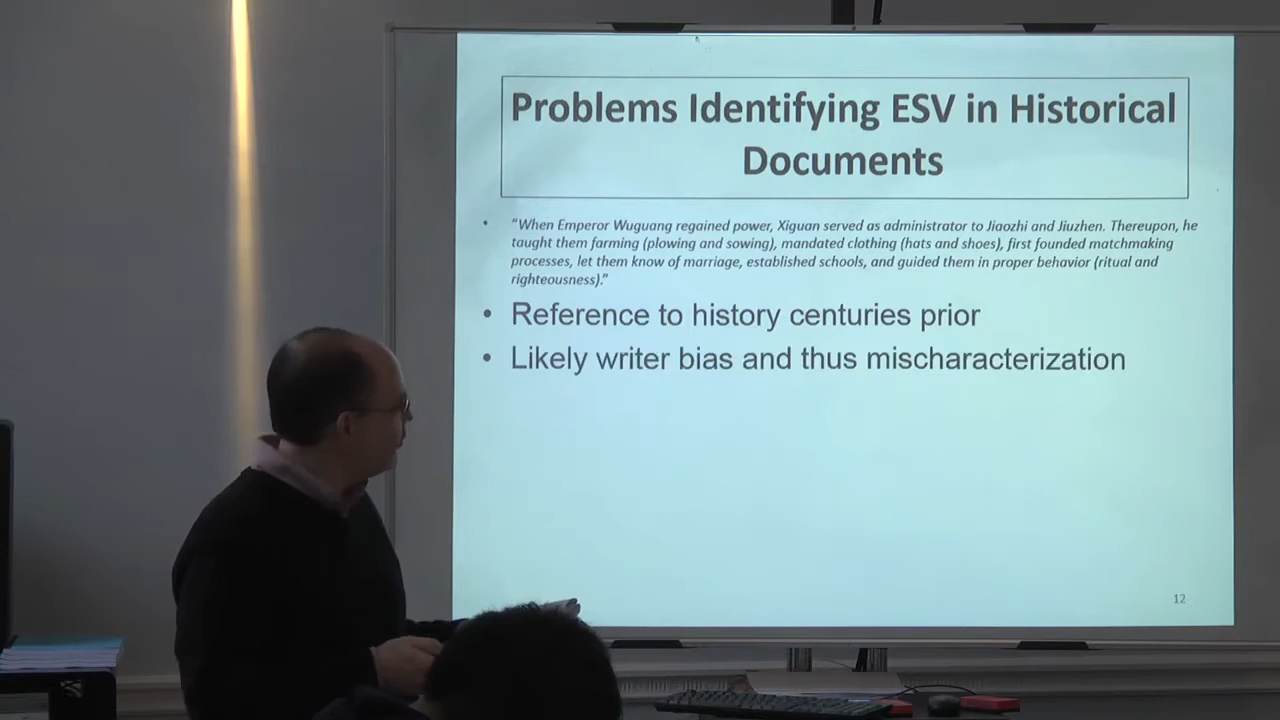 Problems Identifying ESV in Historical
Documents
• "When Emperor Wuguang regained power, Xiguan served as administrator to Jiaozhi and Jiuzhen. Thereupon, he
taught them farming (plowing and sowing), mandated clothing (hats and shoes), first founded matchmaking
processes, let them know of marriage, established schools, and guided them in proper behavior (ritual and
righteousness)."
• Reference to history centuries prior
• Likely writer bias and thus mischaracterization
12